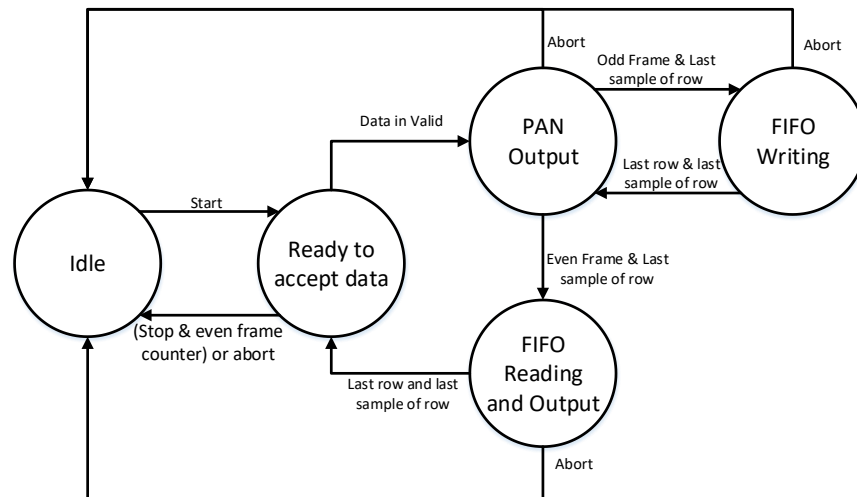 Abort
Abort
Odd Frame & Last
sample of row
Data in Valid
PAN
Output
FIFO
Writing
Last row & last
sample of row
Start
Idle
Ready to
accept data
Even Frame & Last
sample of row
(Stop & even frame
counter) or abort
FIFO
Reading
and Output
Last row and last
sample of row
Abort